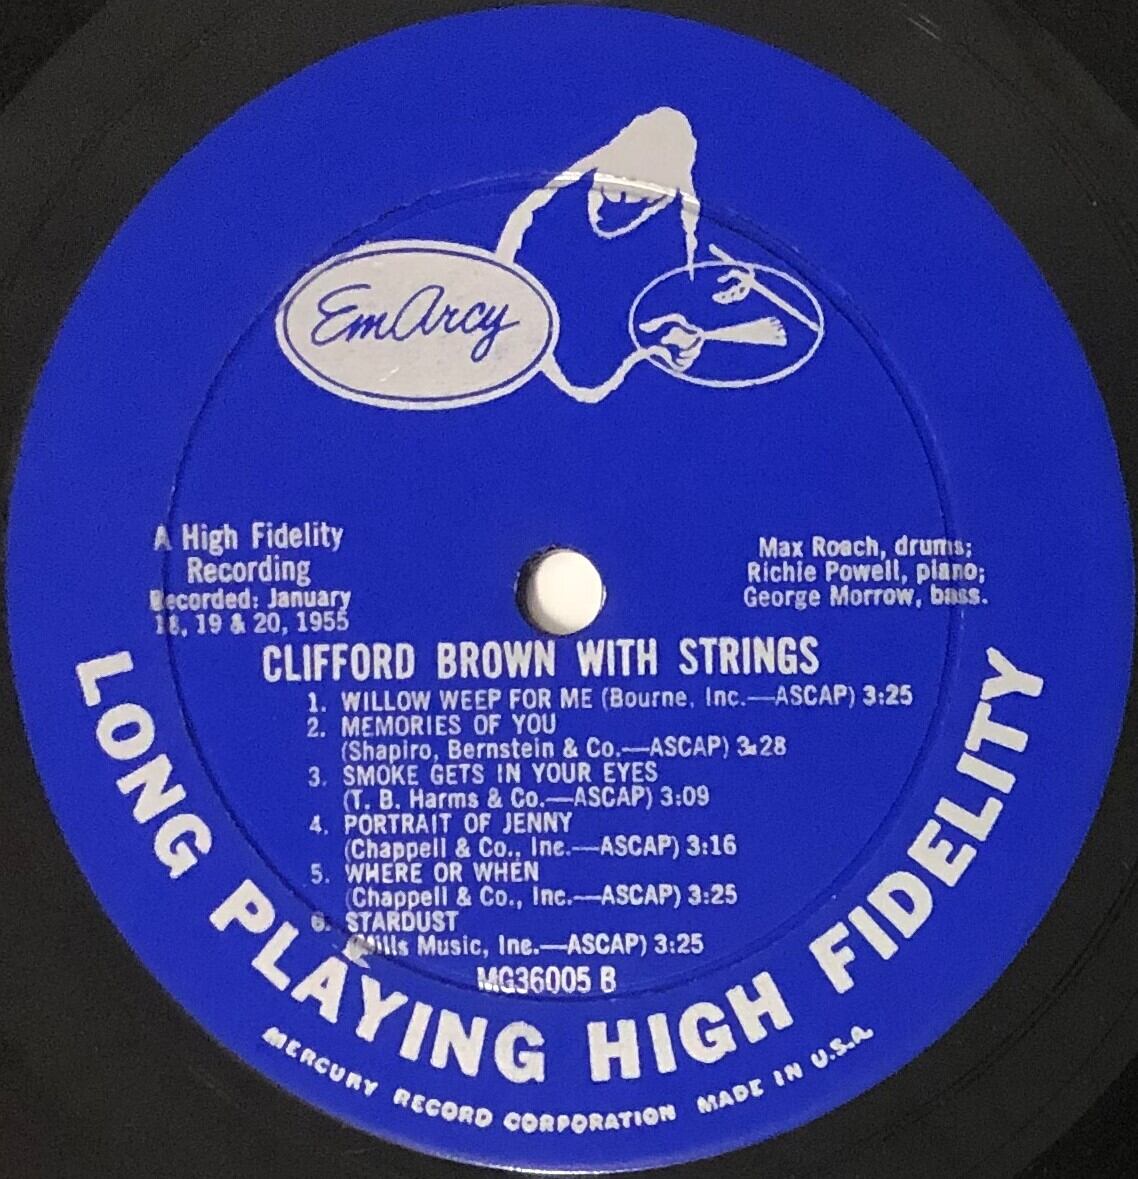 EmArcy
A High Fidelity
Recording
Recorded: January
18, 19 & 20, 1955
Max Roach, drums;
Richie Powell, piano;
George Morrow, bass.
CLIFFORD BROWN WITH STRINGS
1. WILLOW WEEP FOR ME (Bourne, Inc.—ASCAP) 3:25
2. MEMORIES OF YOU
(Shapiro, Bernstein & Co.—ASCAP) 3:28
3. SMOKE GETS IN YOUR EYES
(T. B. Harms & Co.—ASCAP) 3:09
4. PORTRAIT OF JENNY
(Chappell & Co., Inc.—ASCAP) 3:16
5. WHERE OR WHEN
(Chappell & Co., Inc.—ASCAP) 3:25
6. STARDUST
(Mills Music, Inc.—ASCAP) 3:25
MG36005 B
LONG PLAYING HIGH FIDELITY
MERCURY RECORD CORPORATION MADE IN U.S.A.